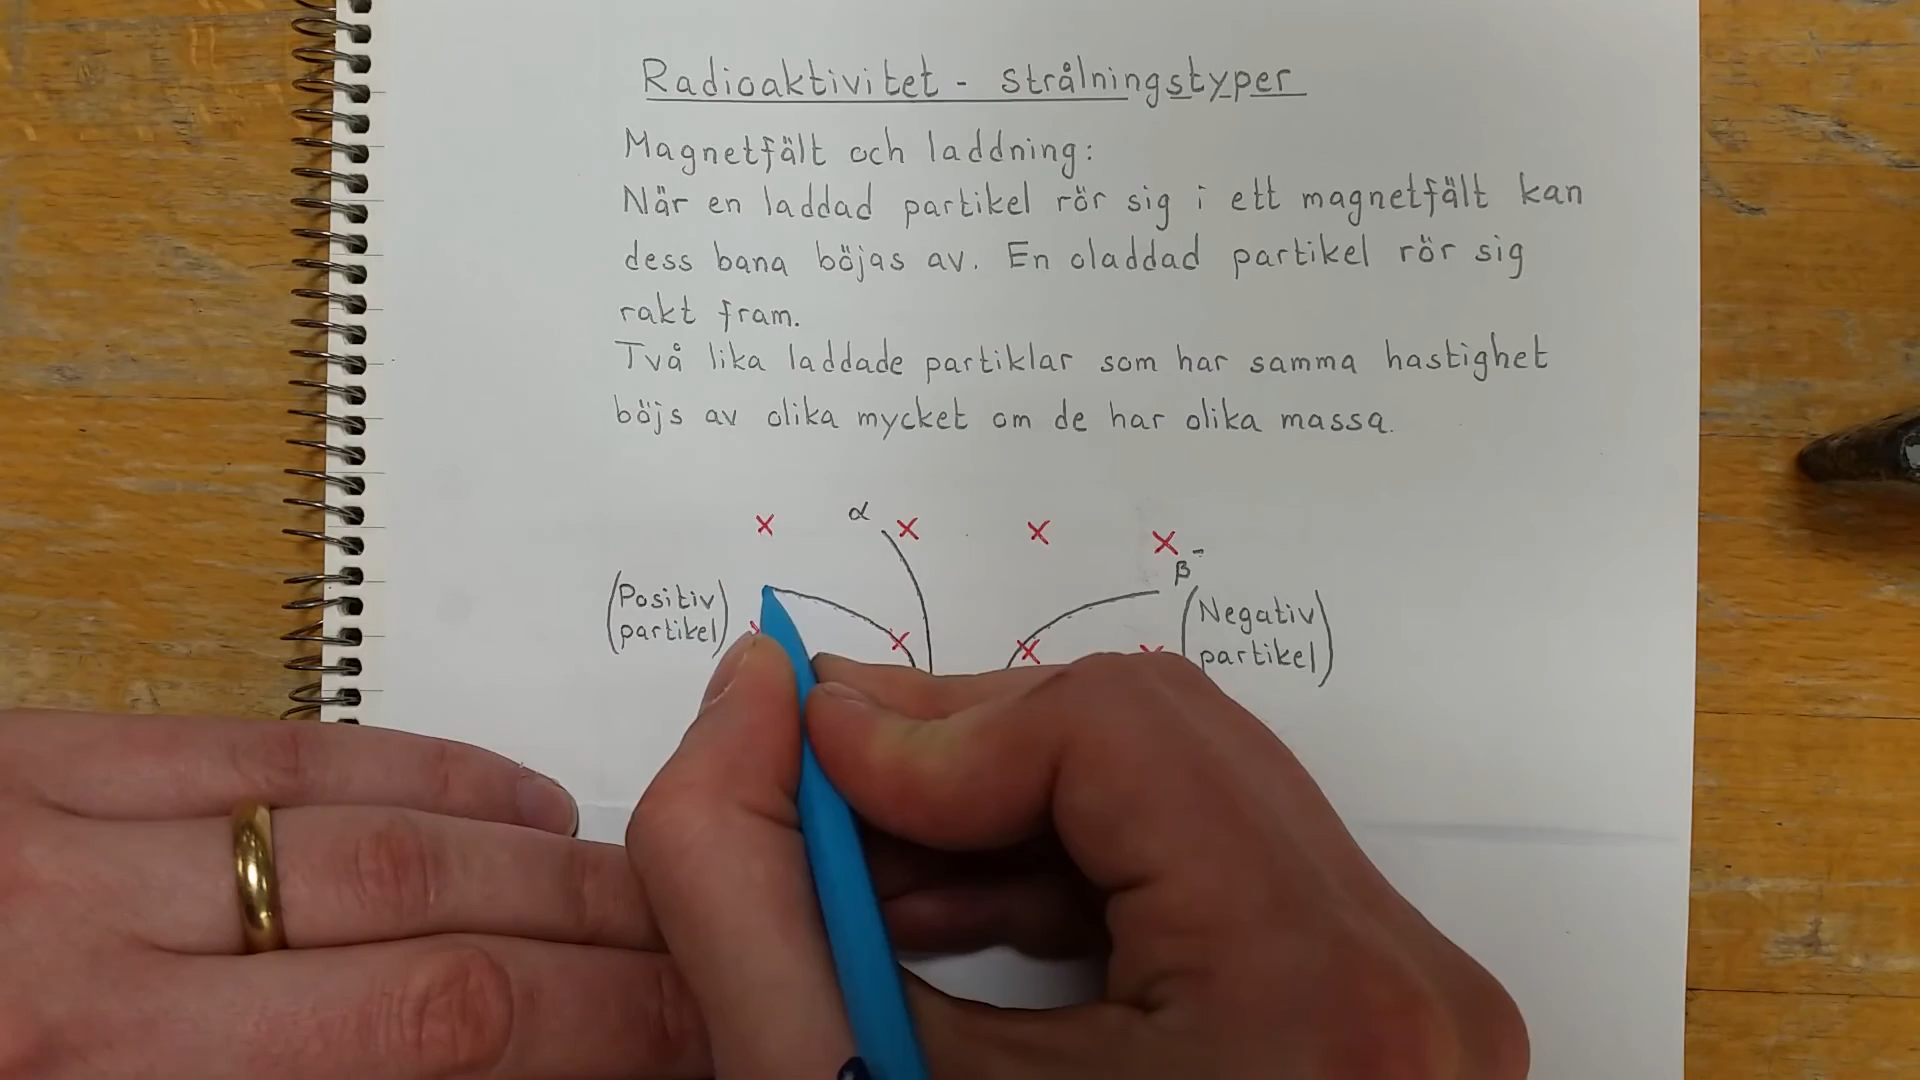 Radioaktivitet - strålningstyper
Magnetfält och laddning:
När en laddad partikel rör sig i ett magnetfält kan
dess bana böjas av. En oladdad partikel rör sig
rakt fram.
Två lika laddade partiklar som har samma hastighet
böjs av olika mycket om de har olika massa.
α
β⁻
(Positiv
partikel)
(Negativ
partikel)